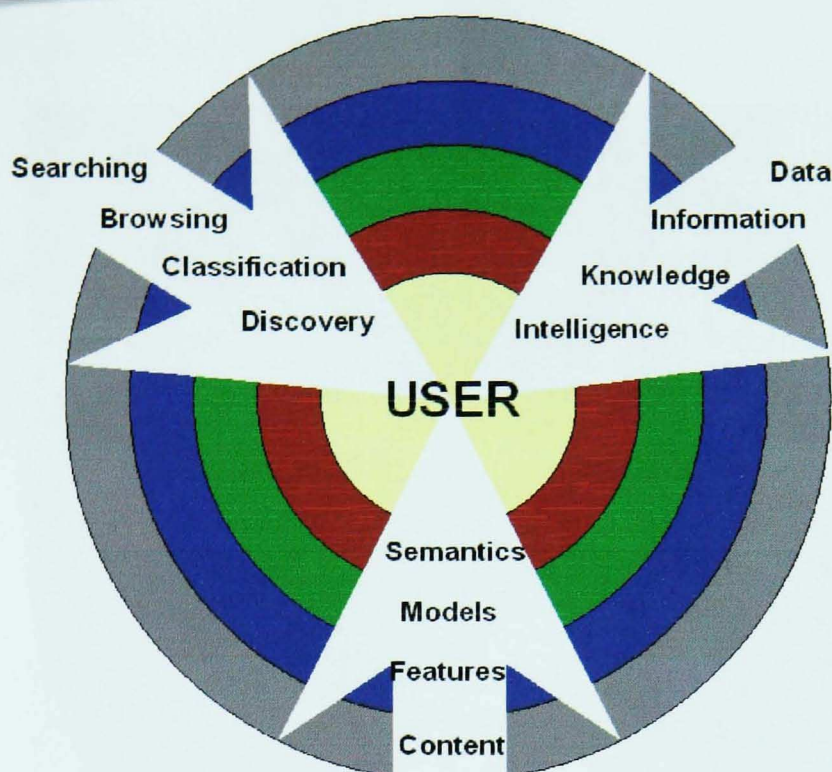 Searching
Browsing
Classification
Discovery
Data
Information
Knowledge
Intelligence
USER
Semantics
Models
Features
Content